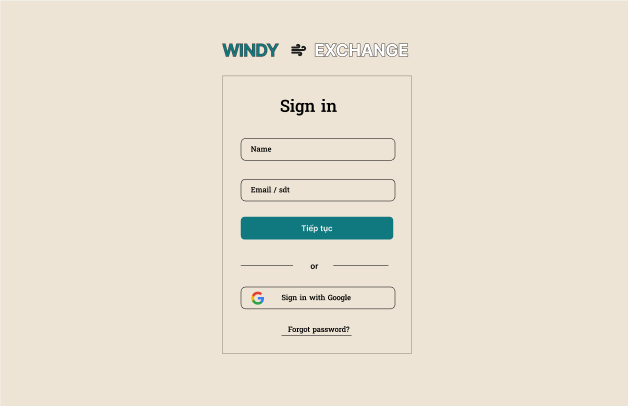 WINDY EXCHANGE
Sign in
Name
Email / sdt
Tiếp tục
or
Sign in with Google
Forgot password?